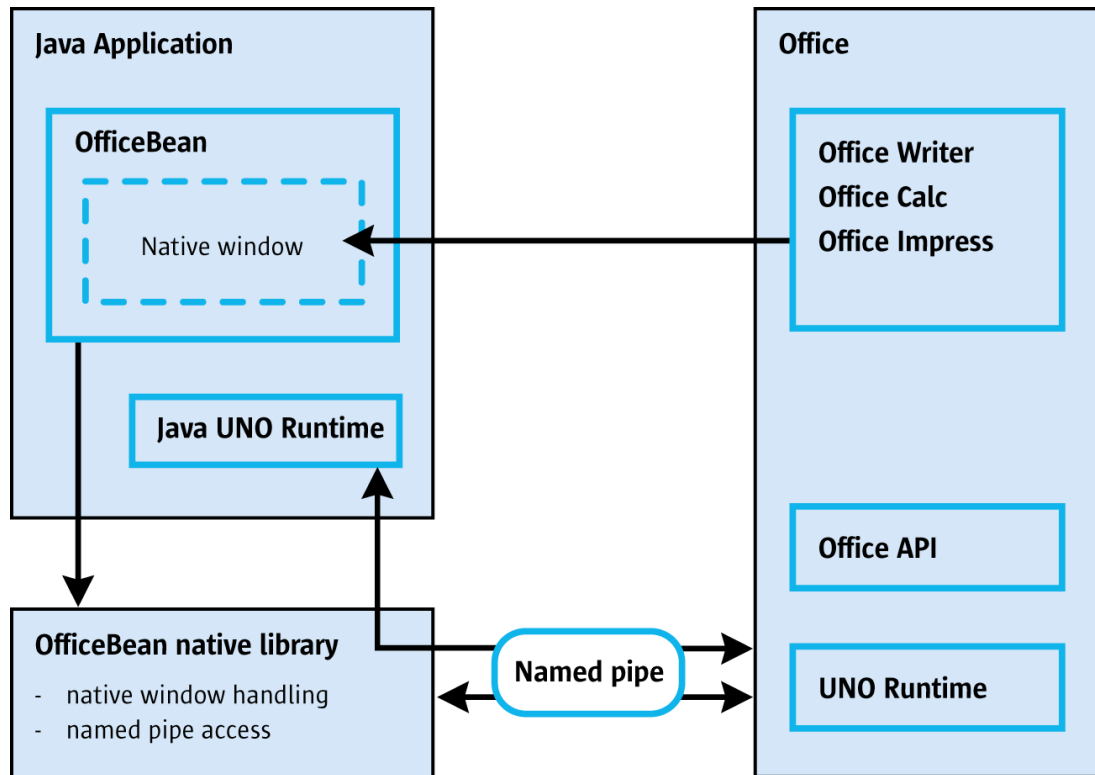 Java Application
OfficeBean
Native window
Java UNO Runtime
OfficeBean native library
- native window handling
- named pipe access
Named pipe
Office
Office Writer
Office Calc
Office Impress
Office API
UNO Runtime